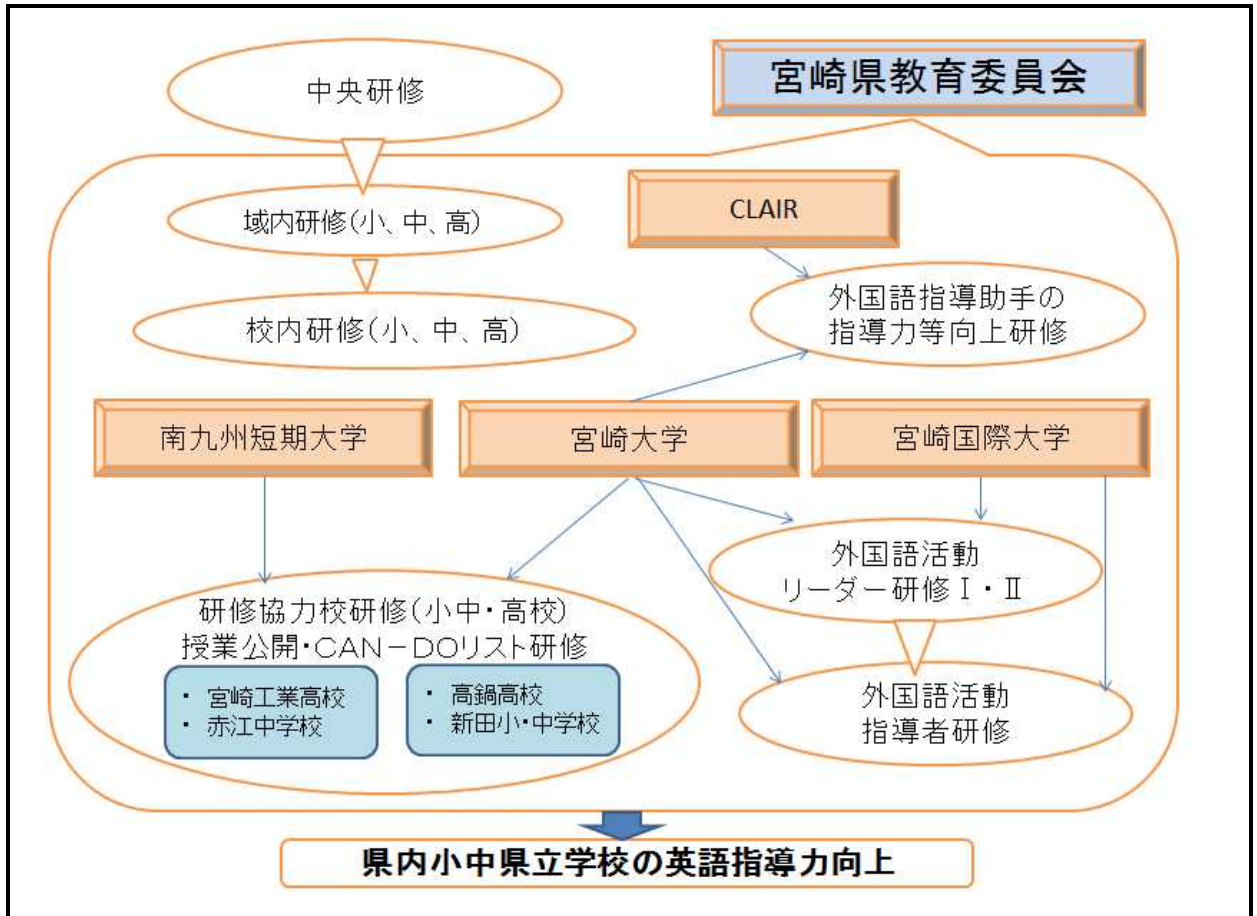 中央研修
宮崎県教育委員会
域内研修(小、中、高)
CLAIR
校内研修(小、中、高)
外国語指導助手の
指導力等向上研修
南九州短期大学
宮崎大学
宮崎国際大学
外国語活動
リーダー研修Ⅰ・Ⅱ
研修協力校研修(小中・高校)
授業公開・CAN-DOリスト研修
・ 宮崎工業高校
・ 赤江中学校
・ 高鍋高校
・ 新田小・中学校
外国語活動
指導者研修
県内小中県立学校の英語指導力向上